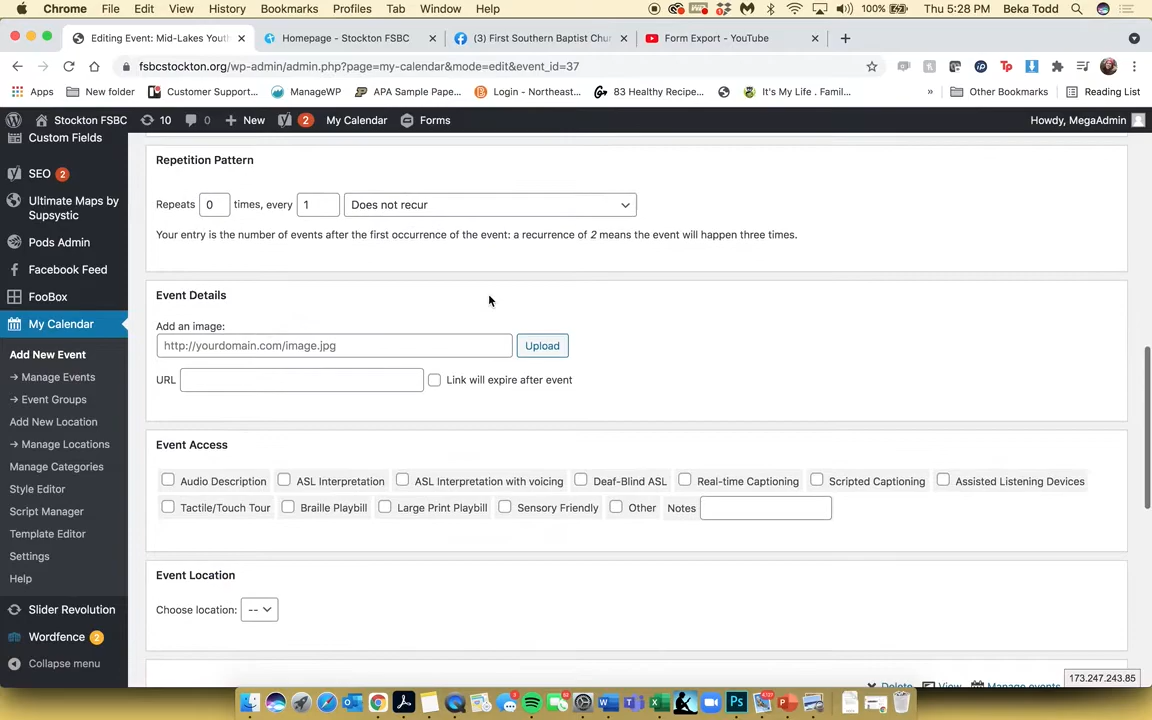 Chrome File Edit View History Bookmarks Profiles Tab Window Help 100% Thu 5:28 PM Beka Todd
Editing Event: Mid-Lakes Yout Homepage - Stockton FSBC (3) First Southern Baptist Chur Form Export - YouTube
fsbcstockton.org/wp-admin/admin.php?page=my-calendar&mode=edit&event_id=37
Apps New folder Customer Support... ManageWP APA Sample Pape... Login - Northeast... 83 Healthy Recipe... It's My Life . Famil... » Other Bookmarks Reading List
Stockton FSBC 10 0 New 2 My Calendar Forms Howdy, MegaAdmin
Custom Fields
SEO 2
Ultimate Maps by
Supsystic
Pods Admin
Facebook Feed
FooBox
My Calendar
Add New Event
→ Manage Events
→ Event Groups
Add New Location
→ Manage Locations
Manage Categories
Style Editor
Script Manager
Template Editor
Settings
Help
Slider Revolution
Wordfence 2
Collapse menu
Repetition Pattern
Repeats 0 times, every 1 Does not recur
Your entry is the number of events after the first occurrence of the event: a recurrence of 2 means the event will happen three times.
Event Details
Add an image:
http://yourdomain.com/image.jpg Upload
URL Link will expire after event
Event Access
Audio Description ASL Interpretation ASL Interpretation with voicing Deaf-Blind ASL Real-time Captioning Scripted Captioning Assisted Listening Devices
Tactile/Touch Tour Braille Playbill Large Print Playbill Sensory Friendly Other Notes
Event Location
Choose location: --
Delete View Manage events
173.247.243.85